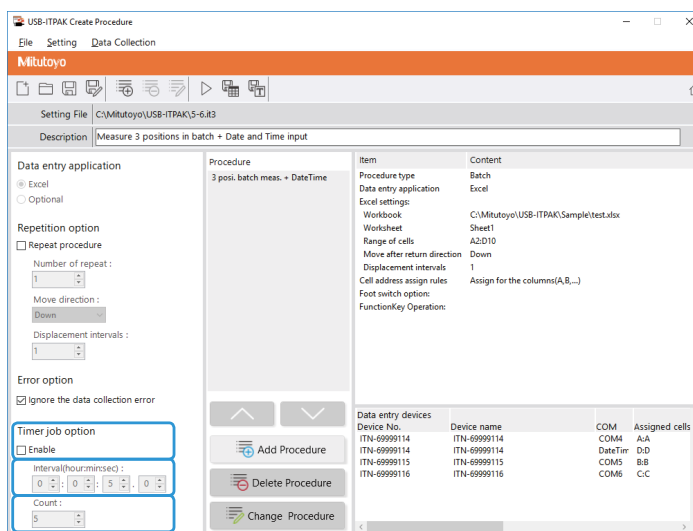 USB-ITPAK Create Procedure
File Setting Data Collection
Mitutoyo
Setting File C:\Mitutoyo\USB-ITPAK\5-6.it3
Description Measure 3 positions in batch + Date and Time input
Data entry application
Excel
Optional
Repetition option
Repeat procedure
Number of repeat :
1
Move direction :
Down
Displacement intervals :
1
Error option
Ignore the data collection error
Timer job option
Enable
Interval(hour:min:sec) :
0 : 0 : 5 . 0
Count :
5
Procedure
3 posi. batch meas. + DateTime
Add Procedure
Delete Procedure
Change Procedure
Item Content
Procedure type Batch
Data entry application Excel
Excel settings:
Workbook C:\Mitutoyo\USB-ITPAK\Sample\test.xlsx
Worksheet Sheet1
Range of cells A2:D10
Move after return direction Down
Displacement intervals 1
Cell address assign rules Assign for the columns(A,B,...)
Foot switch option:
FunctionKey Operation:
Data entry devices
Device No. Device name COM Assigned cells
ITN-69999114 ITN-69999114 COM4 A:A
ITN-69999114 ITN-69999114 DateTim D:D
ITN-69999115 ITN-69999115 COM5 B:B
ITN-69999116 ITN-69999116 COM6 C:C